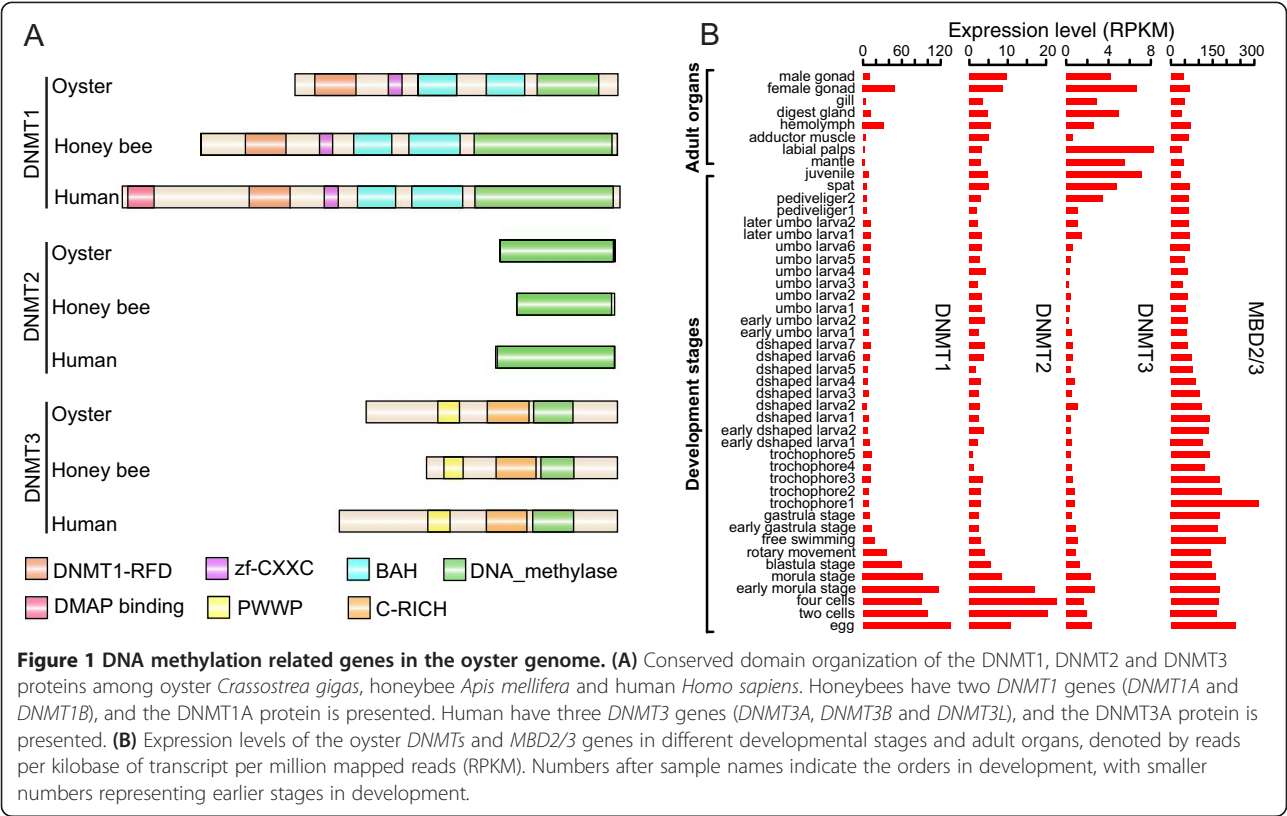 A
DNMT1
Oyster
Honey bee
Human
DNMT2
Oyster
Honey bee
Human
DNMT3
Oyster
Honey bee
Human
DNMT1-RFD
zf-CXXC
BAH
DNA_methylase
DMAP binding
PWWP
C-RICH
B
Expression level (RPKM)
0 60 120 0 10 20 0 4 8 0 150 300
Adult organs
male gonad
female gonad
gill
digest gland
hemolymph
adductor muscle
labial palps
mantle
Development stages
juvenile
spat
pediveliger2
pediveliger1
later umbo larva2
later umbo larva1
umbo larva6
umbo larva5
umbo larva4
umbo larva3
umbo larva2
umbo larva1
early umbo larva2
early umbo larva1
dshaped larva7
dshaped larva6
dshaped larva5
dshaped larva4
dshaped larva3
dshaped larva2
dshaped larva1
early dshaped larva2
early dshaped larva1
trochophore5
trochophore4
trochophore3
trochophore2
trochophore1
gastrula stage
early gastrula stage
free swimming
rotary movement
blastula stage
morula stage
early morula stage
four cells
two cells
egg
DNMT1
DNMT2
DNMT3
MBD2/3
Figure 1 DNA methylation related genes in the oyster genome. (A) Conserved domain organization of the DNMT1, DNMT2 and DNMT3
proteins among oyster Crassostrea gigas, honeybee Apis mellifera and human Homo sapiens. Honeybees have two DNMT1 genes (DNMT1A and
DNMT1B), and the DNMT1A protein is presented. Human have three DNMT3 genes (DNMT3A, DNMT3B and DNMT3L), and the DNMT3A protein is
presented. (B) Expression levels of the oyster DNMTs and MBD2/3 genes in different developmental stages and adult organs, denoted by reads
per kilobase of transcript per million mapped reads (RPKM). Numbers after sample names indicate the orders in development, with smaller
numbers representing earlier stages in development.